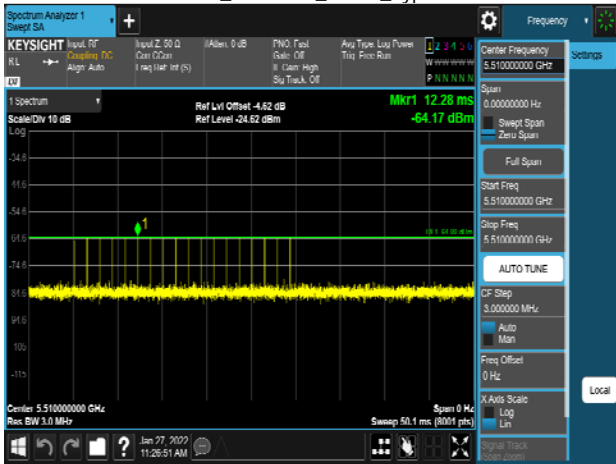 Spectrum Analyzer 1
Swept SA
Frequency
KEYSIGHT
Input: RF
Input Z: 50 Ω
#Atten: 0 dB
PNO: Fast
Avg Type: Log Power
1 2 3 4 5 6
RL
Coupling: DC
Corr CCorr
Gate: Off
Trig: Free Run
W W W W W W
Align: Auto
Freq Ref: Int (S)
IF Gain: High
Sig Track: Off
P N N N N N
1 Spectrum
Scale/Div 10 dB
Ref Lvl Offset -4.62 dB
Ref Level -24.62 dBm
Mkr1 12.28 ms
-64.17 dBm
Log
-34.6
-44.6
-54.6
-64.6
-74.6
-84.6
-94.6
-105
-115
1
Center 5.510000000 GHz
Res BW 3.0 MHz
Span 0 Hz
Sweep 50.1 ms (8001 pts)
Jan 27, 2022
11:26:51 AM
?
Settings
Center Frequency
5.510000000 GHz
Span
0.00000000 Hz
Swept Span
Zero Span
Full Span
Start Freq
5.510000000 GHz
Stop Freq
5.510000000 GHz
AUTO TUNE
CF Step
3.000000 MHz
Auto
Man
Freq Offset
0 Hz
X Axis Scale
Log
Lin
Signal Track
(Span Zoom)
Local